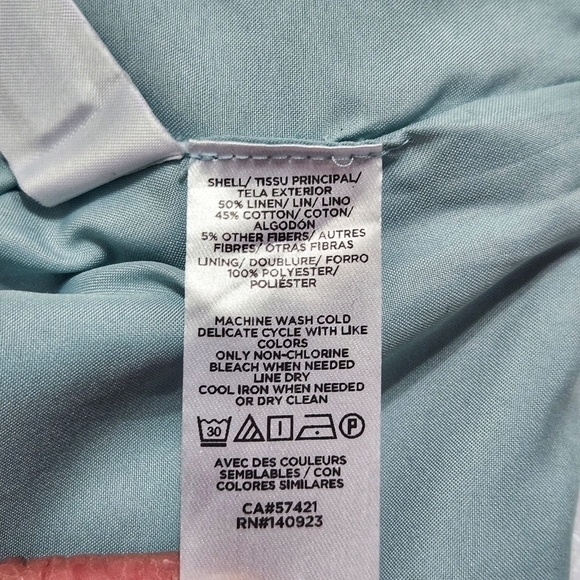 SHELL/ TISSU PRINCIPAL/
TELA EXTERIOR
50% LINEN/ LIN/ LINO
45% COTTON/ COTON/
ALGODÓN
5% OTHER FIBERS/ AUTRES
FIBRES/ OTRAS FIBRAS
LINING/ DOUBLURE/ FORRO
100% POLYESTER/
POLIÉSTER
MACHINE WASH COLD
DELICATE CYCLE WITH LIKE
COLORS
ONLY NON-CHLORINE
BLEACH WHEN NEEDED
LINE DRY
COOL IRON WHEN NEEDED
OR DRY CLEAN
30 P
AVEC DES COULEURS
SEMBLABLES / CON
COLORES SIMILARES
CA#57421
RN#140923